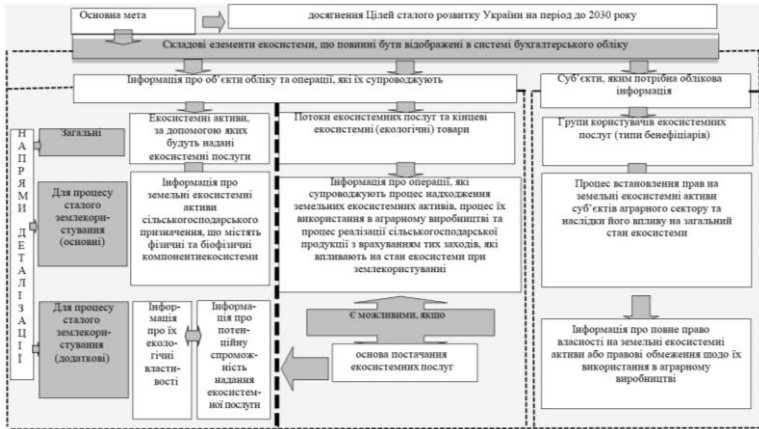 Основна мета
досягнення Цілей сталого розвитку України на період до 2030 року
Складові елементи екосистеми, що повинні бути відображені в системі бухгалтерського обліку
Інформація про об’єкти обліку та операції, які їх супроводжують
Суб’єкти, яким потрібна облікова
інформація
НАПРЯМИ ДЕТАЛІЗАЦІЇ
Загальні
Екосистемні активи,
за допомогою яких
будуть надані
екосистемні послуги
Потоки екосистемних послуг та кінцеві
екосистемні (екологічні) товари
Групи користувачів екосистемних
послуг (типи бенефіціарів)
Для процесу
сталого
землекори-
стування
(основні)
Інформація про
земельні екосистемні
активи
сільськогосподарського
призначення, що містять
фізичні та біофізичні
компонентиекосистеми
Інформація про операції, які
супроводжують процес надходження
земельних екосистемних активів, процес їх
використання в аграрному виробництві та
процес реалізації сільськогосподарської
продукції з врахуванням тих заходів, які
впливають на стан екосистеми при
землекористуванні
Процес встановлення прав на
земельні екосистемні активи
суб’єктів аграрного сектору та
наслідки його впливу на загальний
стан екосистеми
Для процесу
сталого
землекори-
стування
(додаткові)
Інфор-
мація
про їх
еколо-
гічні
власти-
вості
Інформа-
ція про
потен-
ційну
спромож-
ність
надання
екосистем-
ної послуги
Є можливими, якщо
основа постачання
екосистемних послуг
Інформація про повне право
власності на земельні екосистемні
активи або правові обмеження щодо їх
використання в аграрному
виробництві